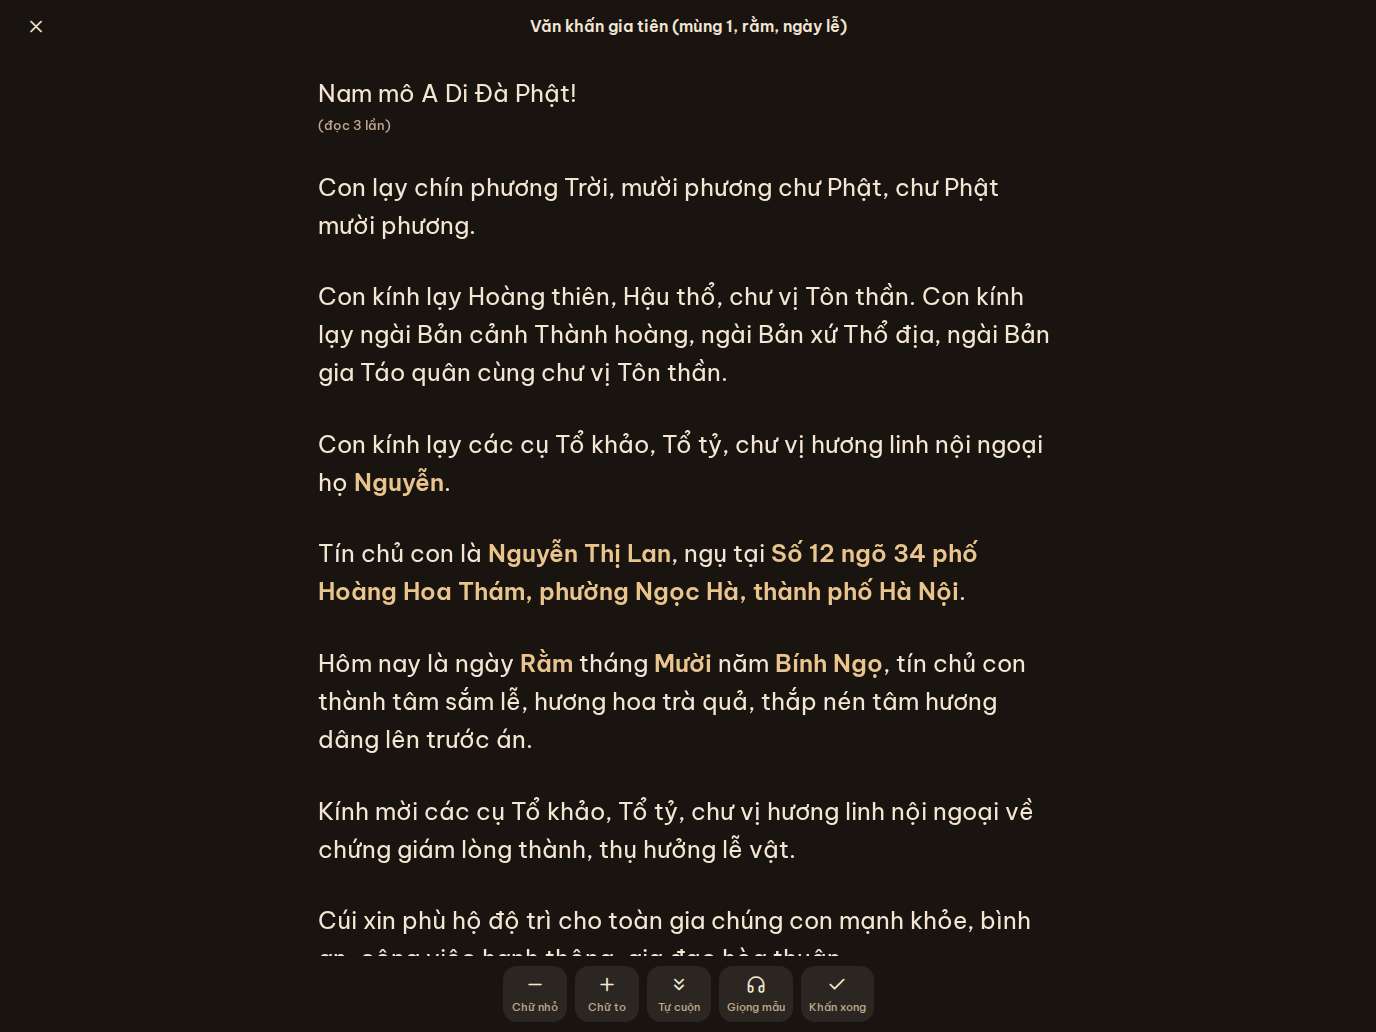 Văn khấn gia tiên (mùng 1, rằm, ngày lễ)
Nam mô A Di Đà Phật!
(đọc 3 lần)
Con lạy chín phương Trời, mười phương chư Phật, chư Phật
mười phương.
Con kính lạy Hoàng thiên, Hậu thổ, chư vị Tôn thần. Con kính
lạy ngài Bản cảnh Thành hoàng, ngài Bản xứ Thổ địa, ngài Bản
gia Táo quân cùng chư vị Tôn thần.
Con kính lạy các cụ Tổ khảo, Tổ tỷ, chư vị hương linh nội ngoại
họ Nguyễn.
Tín chủ con là Nguyễn Thị Lan, ngụ tại Số 12 ngõ 34 phố
Hoàng Hoa Thám, phường Ngọc Hà, thành phố Hà Nội.
Hôm nay là ngày Rằm tháng Mười năm Bính Ngọ, tín chủ con
thành tâm sắm lễ, hương hoa trà quả, thắp nén tâm hương
dâng lên trước án.
Kính mời các cụ Tổ khảo, Tổ tỷ, chư vị hương linh nội ngoại về
chứng giám lòng thành, thụ hưởng lễ vật.
Cúi xin phù hộ độ trì cho toàn gia chúng con mạnh khỏe, bình
an, công việc hanh thông, gia đạo hòa thuận
Chữ nhỏ
Chữ to
Tự cuộn
Giọng mẫu
Khấn xong